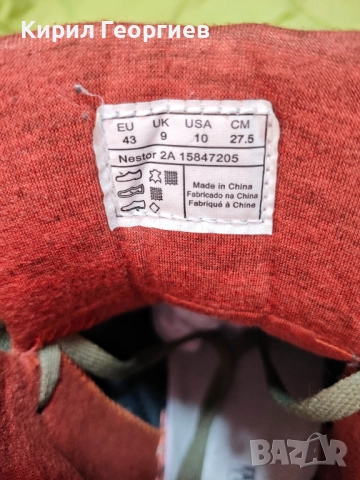 Кирил Георгиев
EU UK USA CM
43 9 10 27.5
Nestor 2A 15847205
Made in China
Fabricado na China
Fabriqué à Chine
BAZAR